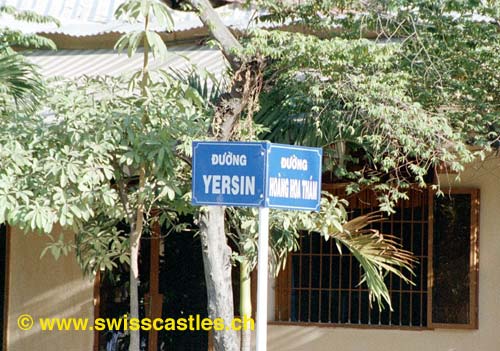 ĐƯỜNG
YERSIN
ĐƯỜNG
HOÀNG HOA THÁM
© www.swisscastles.ch